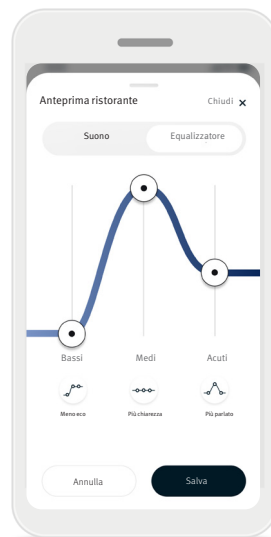 Anteprima ristorante Chiudi ×
Suono Equalizzatore
Bassi Medi Acuti
Meno eco Più chiarezza Più parlato
Annulla Salva